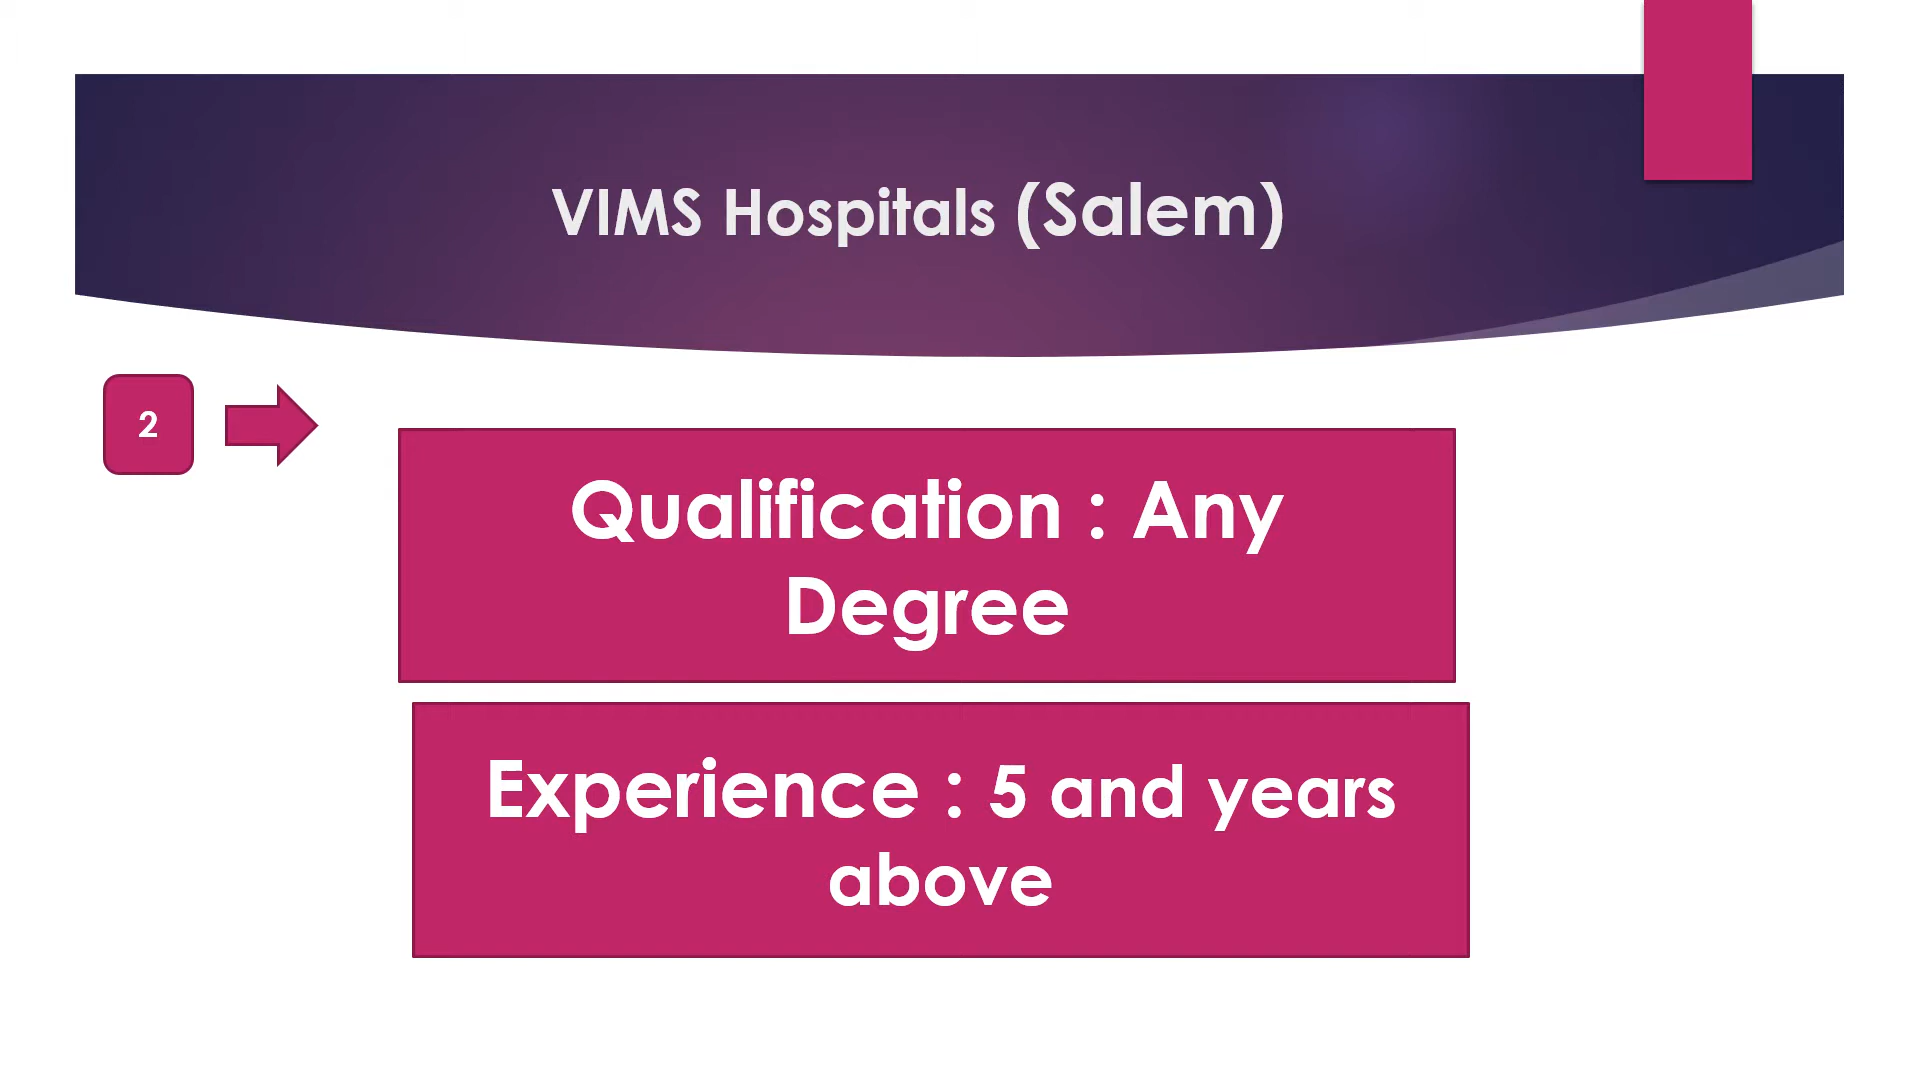 VIMS Hospitals (Salem)
2
Qualification : Any
Degree
Experience : 5 and years
above